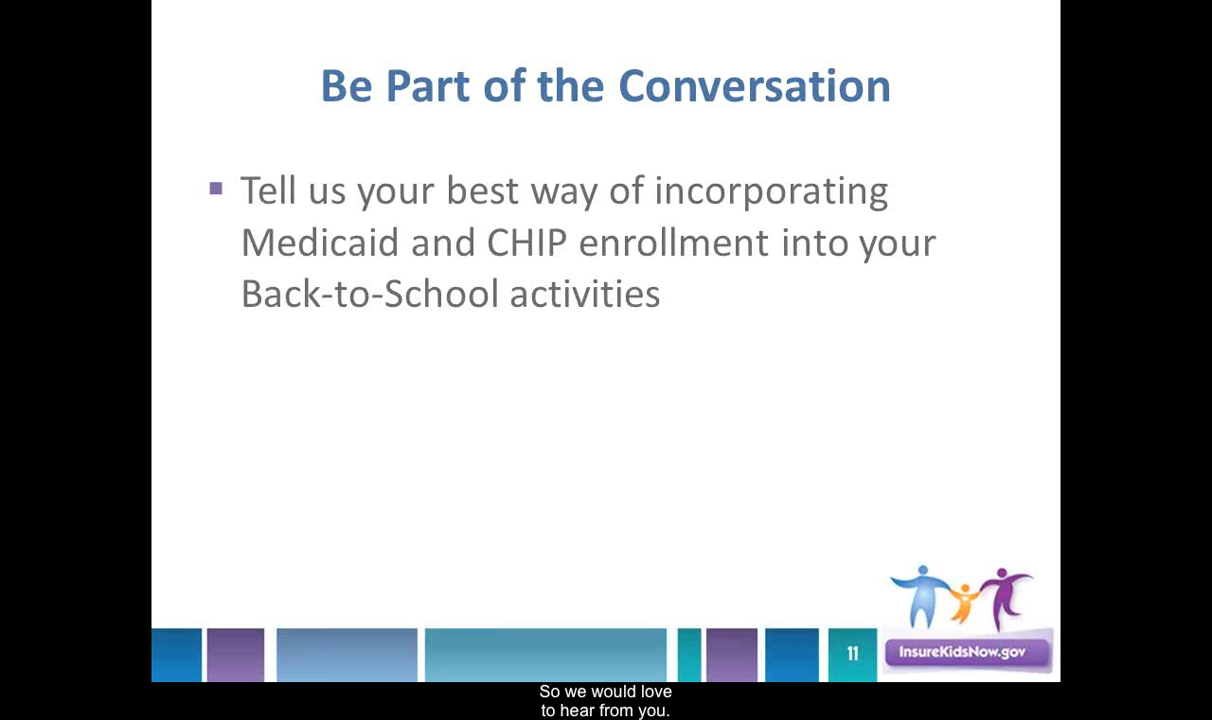 Be Part of the Conversation
Tell us your best way of incorporating
Medicaid and CHIP enrollment into your
Back-to-School activities
11
InsureKidsNow.gov
So we would love
to hear from you.